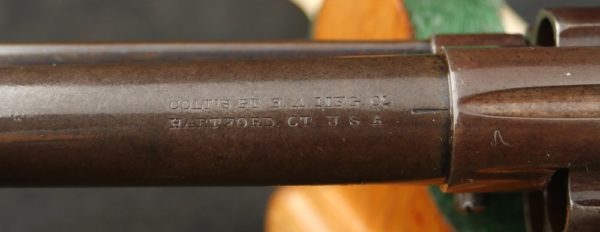 COLT'S PT. F. A. MFG. Co.
HARTFORD, CT. U. S. A.